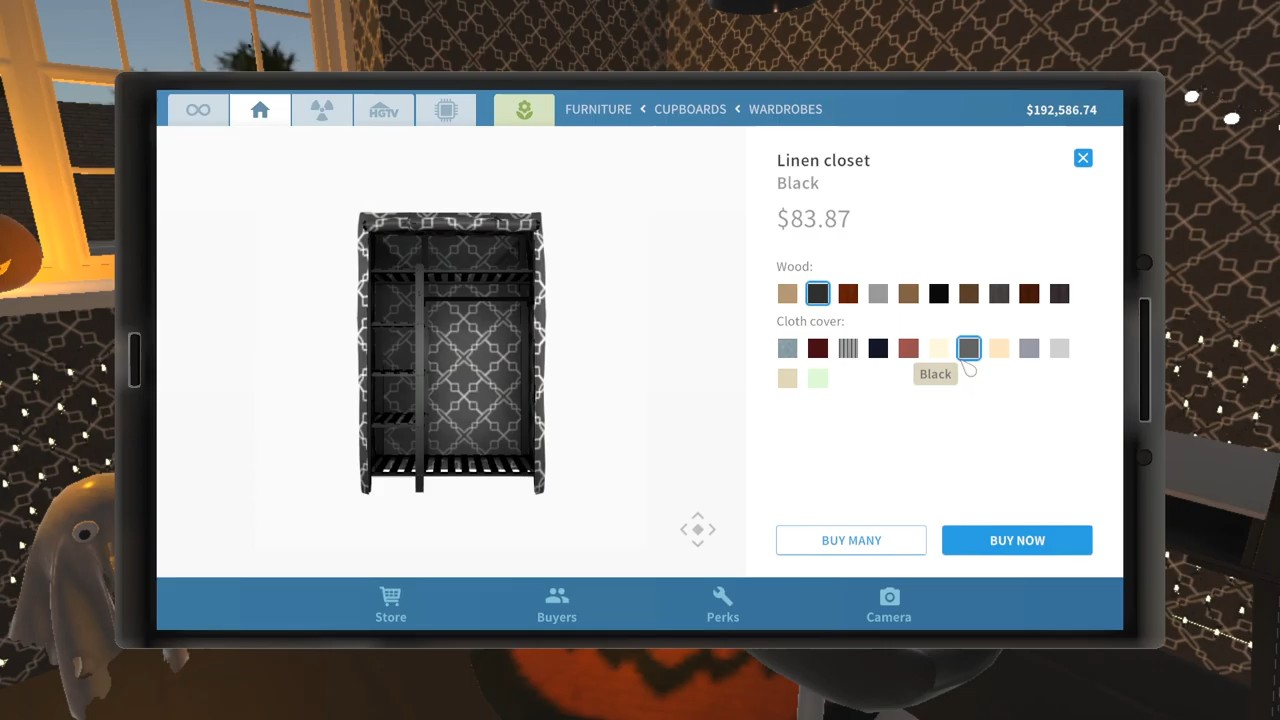 HGTV
FURNITURE < CUPBOARDS < WARDROBES
$192,586.74
Linen closet
Black
$83.87
Wood:
Cloth cover:
Black
BUY MANY
BUY NOW
Store
Buyers
Perks
Camera